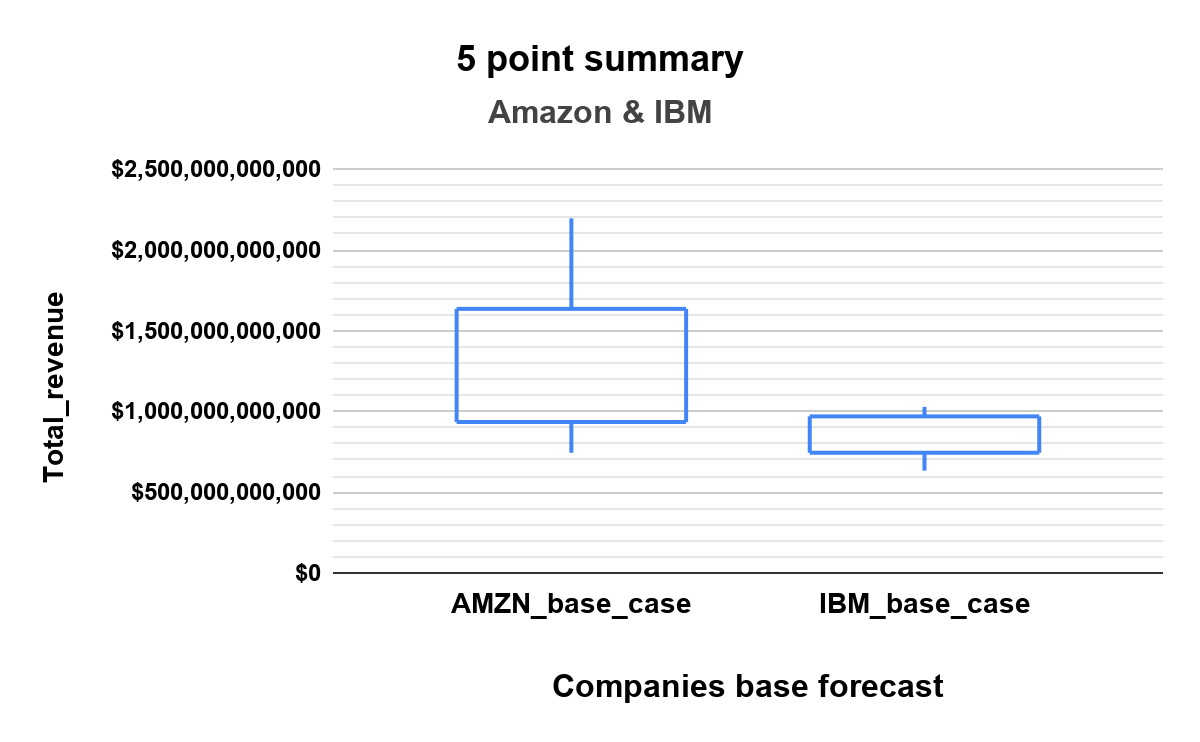 5 point summary
Amazon & IBM
Total_revenue
$2,500,000,000,000
$2,000,000,000,000
$1,500,000,000,000
$1,000,000,000,000
$500,000,000,000
$0
AMZN_base_case
IBM_base_case
Companies base forecast